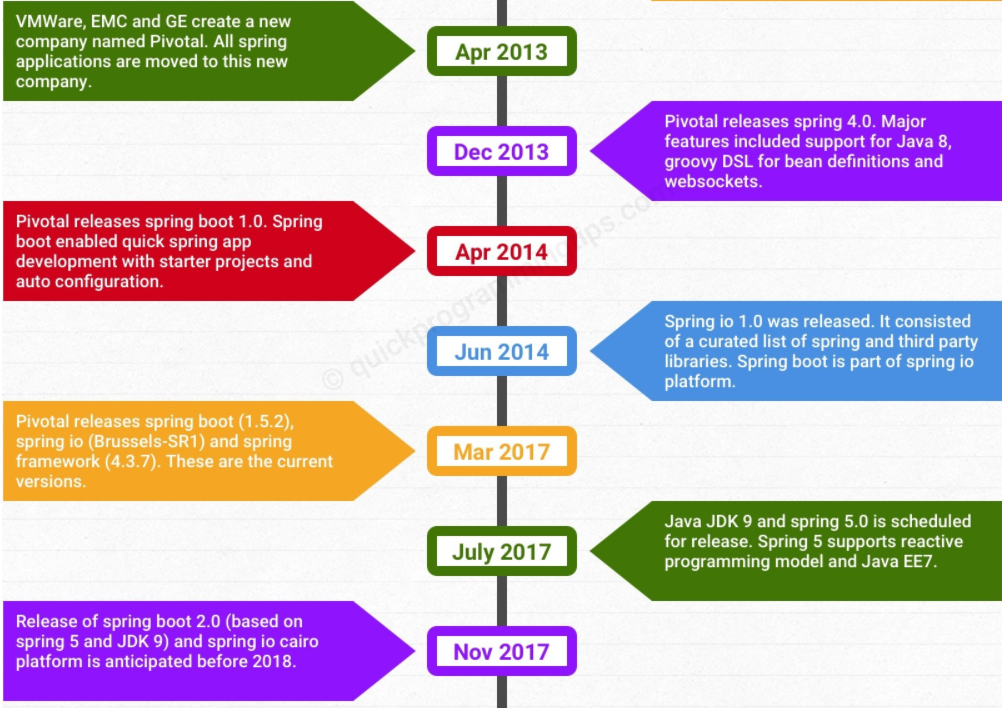 VMWare, EMC and GE create a new
company named Pivotal. All spring
applications are moved to this new
company.
Apr 2013
Dec 2013
Pivotal releases spring 4.0. Major
features included support for Java 8,
groovy DSL for bean definitions and
websockets.
Pivotal releases spring boot 1.0. Spring
boot enabled quick spring app
development with starter projects and
auto configuration.
Apr 2014
Jun 2014
Spring io 1.0 was released. It consisted
of a curated list of spring and third party
libraries. Spring boot is part of spring io
platform.
Pivotal releases spring boot (1.5.2),
spring io (Brussels-SR1) and spring
framework (4.3.7). These are the current
versions.
Mar 2017
July 2017
Java JDK 9 and spring 5.0 is scheduled
for release. Spring 5 supports reactive
programming model and Java EE7.
Release of spring boot 2.0 (based on
spring 5 and JDK 9) and spring io cairo
platform is anticipated before 2018.
Nov 2017